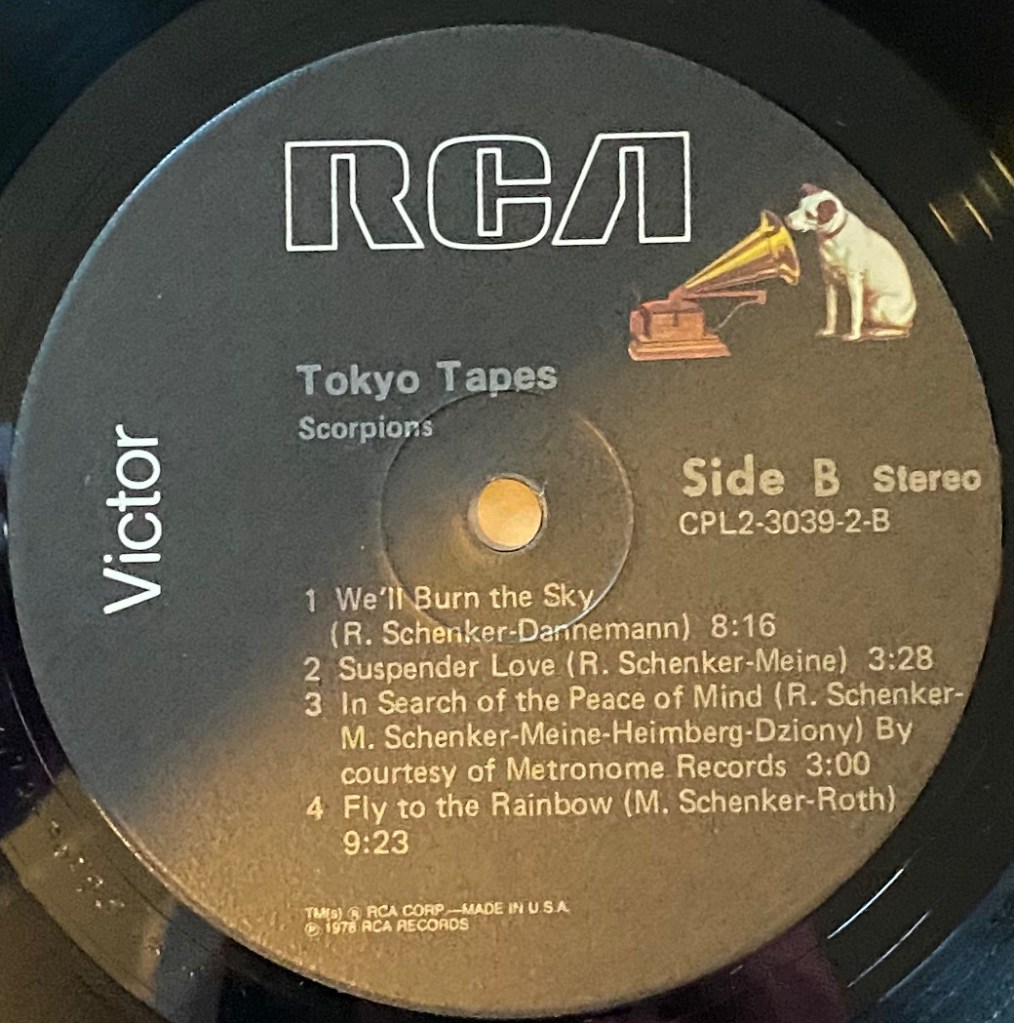 RCA
Tokyo Tapes
Scorpions
Victor
Side B Stereo
CPL2-3039-2-B
1 We'll Burn the Sky
(R. Schenker-Dannemann) 8:16
2 Suspender Love (R. Schenker-Meine) 3:28
3 In Search of the Peace of Mind (R. Schenker-
M. Schenker-Meine-Heimberg-Dziony) By
courtesy of Metronome Records 3:00
4 Fly to the Rainbow (M. Schenker-Roth)
9:23
TM(s) ® RCA CORP.—MADE IN U.S.A.
℗ 1978 RCA RECORDS